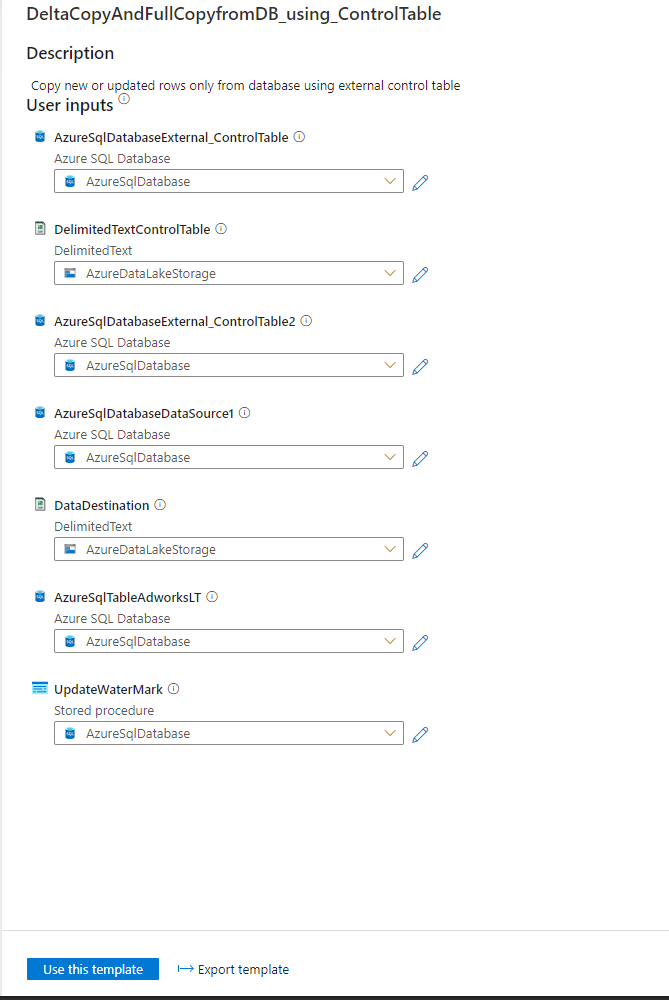 DeltaCopyAndFullCopyfromDB_using_ControlTable
Description
Copy new or updated rows only from database using external control table
User inputs
AzureSqlDatabaseExternal_ControlTable
Azure SQL Database
AzureSqlDatabase
DelimitedTextControlTable
DelimitedText
AzureDataLakeStorage
AzureSqlDatabaseExternal_ControlTable2
Azure SQL Database
AzureSqlDatabase
AzureSqlDatabaseDataSource1
Azure SQL Database
AzureSqlDatabase
DataDestination
DelimitedText
AzureDataLakeStorage
AzureSqlTableAdworksLT
Azure SQL Database
AzureSqlDatabase
UpdateWaterMark
Stored procedure
AzureSqlDatabase
Use this template
Export template